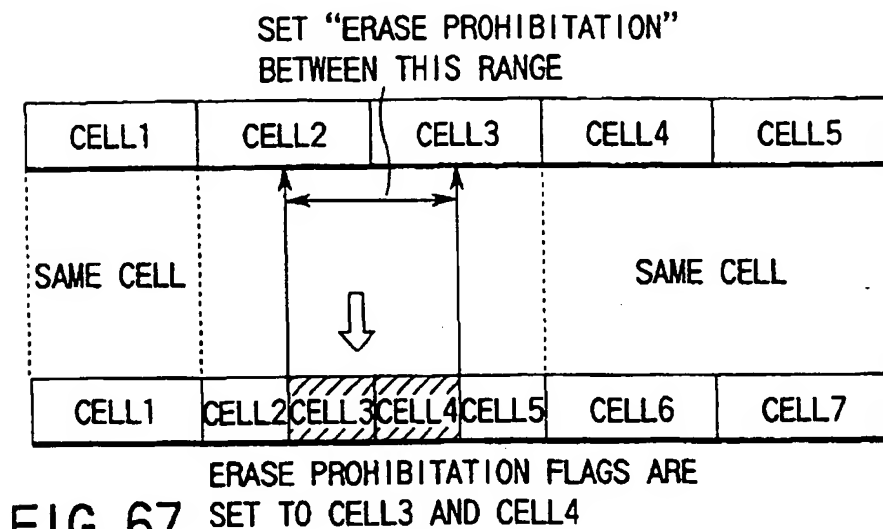 SET "ERASE PROHIBITATION"
BETWEEN THIS RANGE
CELL1 CELL2 CELL3 CELL4 CELL5
SAME CELL SAME CELL
CELL1 CELL2 CELL3 CELL4 CELL5 CELL6 CELL7
ERASE PROHIBITATION FLAGS ARE
FIG. 67 SET TO CELL3 AND CELL4